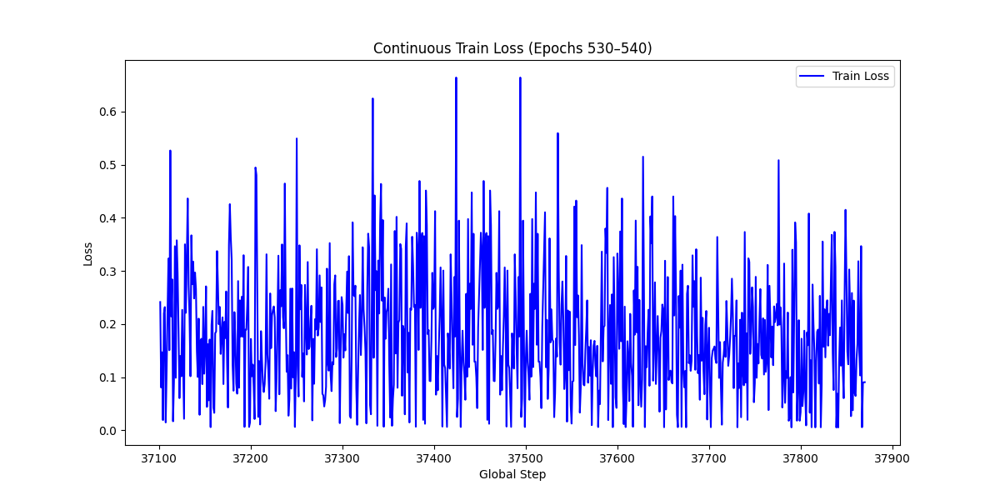 Continuous Train Loss (Epochs 530–540)
Train Loss
Loss
0.6
0.5
0.4
0.3
0.2
0.1
0.0
37100 37200 37300 37400 37500 37600 37700 37800 37900
Global Step